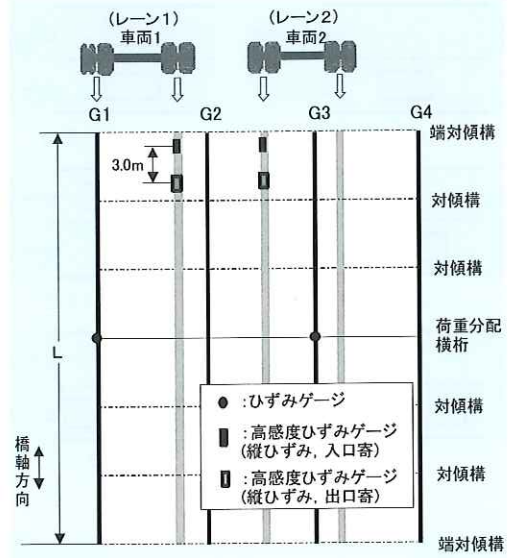 (レーン1)
車両1
(レーン2)
車両2
G1
G2
G3
G4
端対傾構
3.0m
対傾構
対傾構
荷重分配
横桁
L
:ひずみゲージ
対傾構
:高感度ひずみゲージ
(縦ひずみ, 入口寄)
橋軸方向
:高感度ひずみゲージ
(縦ひずみ, 出口寄)
対傾構
端対傾構